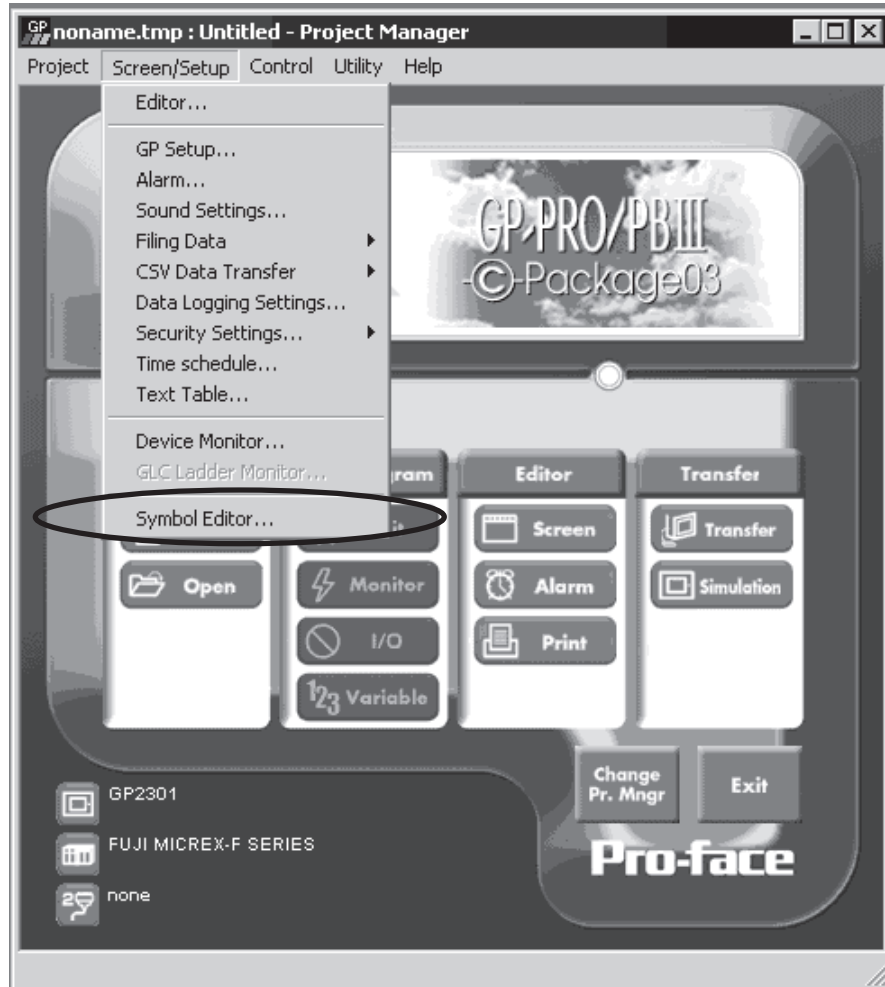 GP noname.tmp : Untitled - Project Manager
Project Screen/Setup Control Utility Help
Editor...
GP Setup...
Alarm...
Sound Settings...
Filing Data
CSV Data Transfer
Data Logging Settings...
Security Settings...
Time schedule...
Text Table...
Device Monitor...
GLC Ladder Monitor...
Symbol Editor...
GP-PRO/PBIII
-©-Package03
Open
Monitor
I/O
123 Variable
Editor
Screen
Alarm
Print
Transfer
Transfer
Simulation
Change
Pr. Mngr
Exit
GP2301
FUJI MICREX-F SERIES
2 none
Pro-face